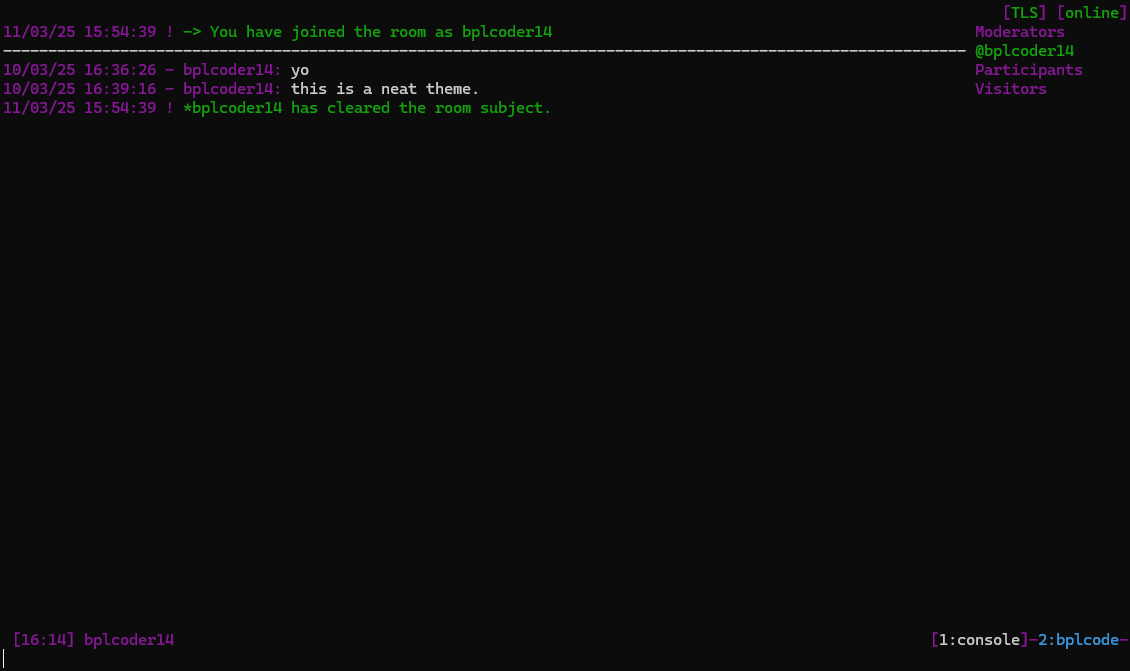 [TLS] [online]
11/03/25 15:54:39 ! -> You have joined the room as bplcoder14 Moderators
@bplcoder14
10/03/25 16:36:26 - bplcoder14: yo Participants
10/03/25 16:39:16 - bplcoder14: this is a neat theme. Visitors
11/03/25 15:54:39 ! *bplcoder14 has cleared the room subject.
[16:14] bplcoder14 [1:console]-2:bplcode-